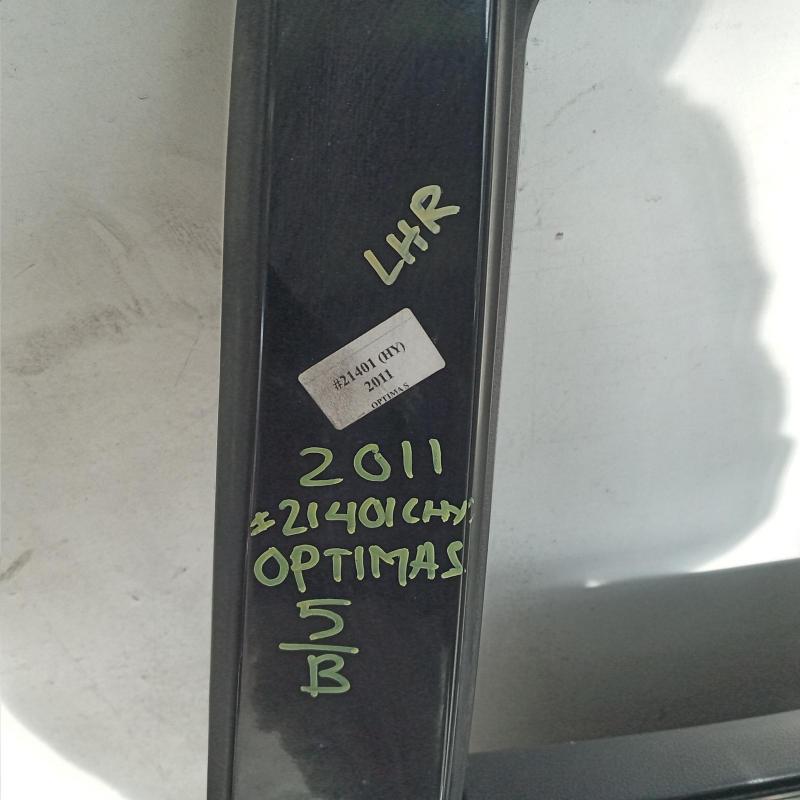 LHR
#21401 (HY)
2011
OPTIMA S
2011
#21401(HY)
OPTIMAS
5
B